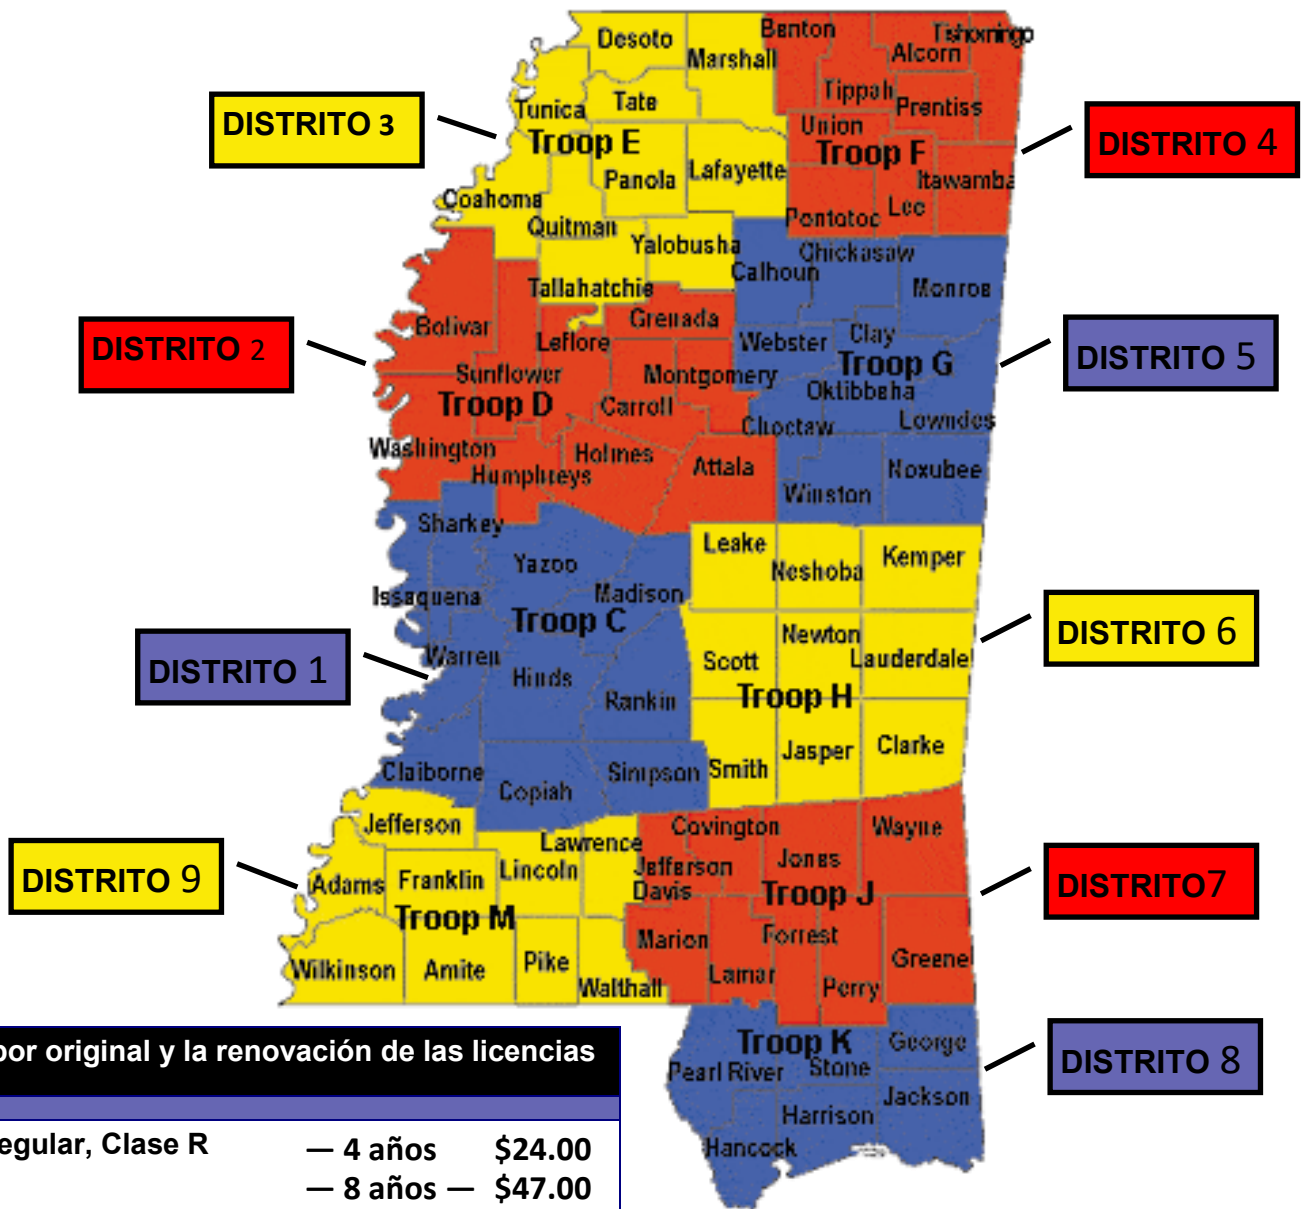 Desoto
Marshall
Benton
Tishomingo
Alcorn
Tippah
Prentiss
Tunica
Tate
DISTRITO 3
Troop E
Union
Troop F
DISTRITO 4
Panola
Lafayette
Itawamba
Coahoma
Pontotoc
Lee
Quitman
Yalobusha
Calhoun
Chickasaw
Monroe
Tallahatchie
Bolivar
Leflore
Grenada
Webster
Clay
DISTRITO 2
Sunflower
Montgomery
Troop G
DISTRITO 5
Oktibbeha
Troop D
Carroll
Choctaw
Lowndes
Washington
Humphreys
Holmes
Attala
Winston
Noxubee
Sharkey
Yazoo
Leake
Neshoba
Kemper
Issaquena
Madison
Troop C
Newton
DISTRITO 6
Warren
Scott
Lauderdale
DISTRITO 1
Hinds
Rankin
Troop H
Jasper
Clarke
Claiborne
Copiah
Simpson
Smith
Jefferson
Lawrence
Covington
Wayne
DISTRITO 9
Adams
Franklin
Lincoln
Jefferson
Davis
Jones
Troop J
DISTRITO7
Troop M
Marion
Forrest
Wilkinson
Amite
Pike
Walthall
Lamar
Perry
Greene
Troop K
George
DISTRITO 8
Pearl River
Stone
Harrison
Jackson
Hancock
por original y la renovación de las licencias
egular, Clase R — 4 años $24.00
— 8 años — $47.00